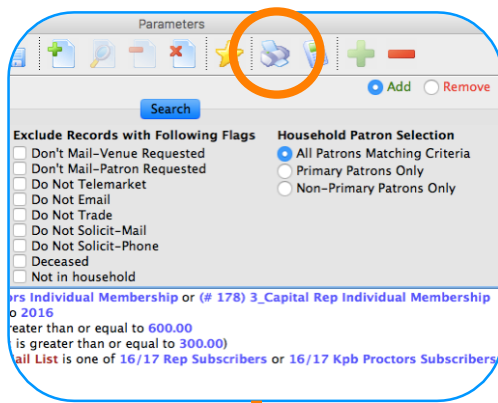 Parameters
Add Remove
Search
Exclude Records with Following Flags
Don't Mail-Venue Requested
Don't Mail-Patron Requested
Do Not Telemarket
Do Not Email
Do Not Trade
Do Not Solicit-Mail
Do Not Solicit-Phone
Deceased
Not in household
Household Patron Selection
All Patrons Matching Criteria
Primary Patrons Only
Non-Primary Patrons Only
Individual Membership or (# 178) 3_Capital Rep Individual Membership
2016
greater than or equal to 600.00
is greater than or equal to 300.00)
List is one of 16/17 Rep Subscribers or 16/17 Kpb Proctors Subscribers